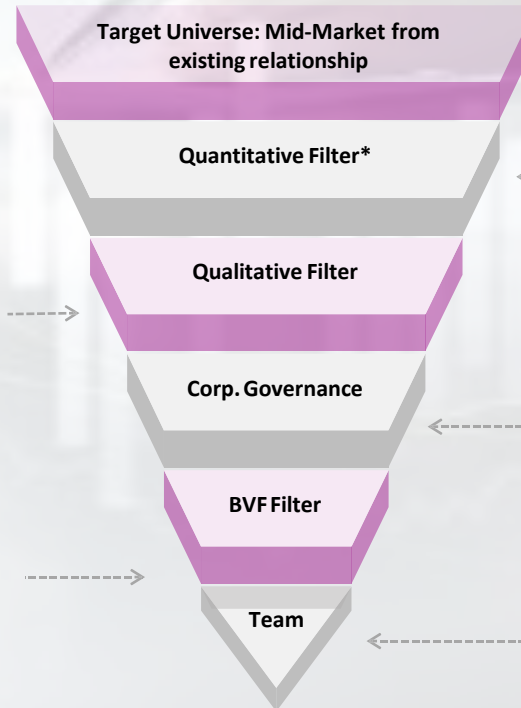 Target Universe: Mid-Market from
existing relationship
Quantitative Filter*
Qualitative Filter
Corp. Governance
BVF Filter
Team